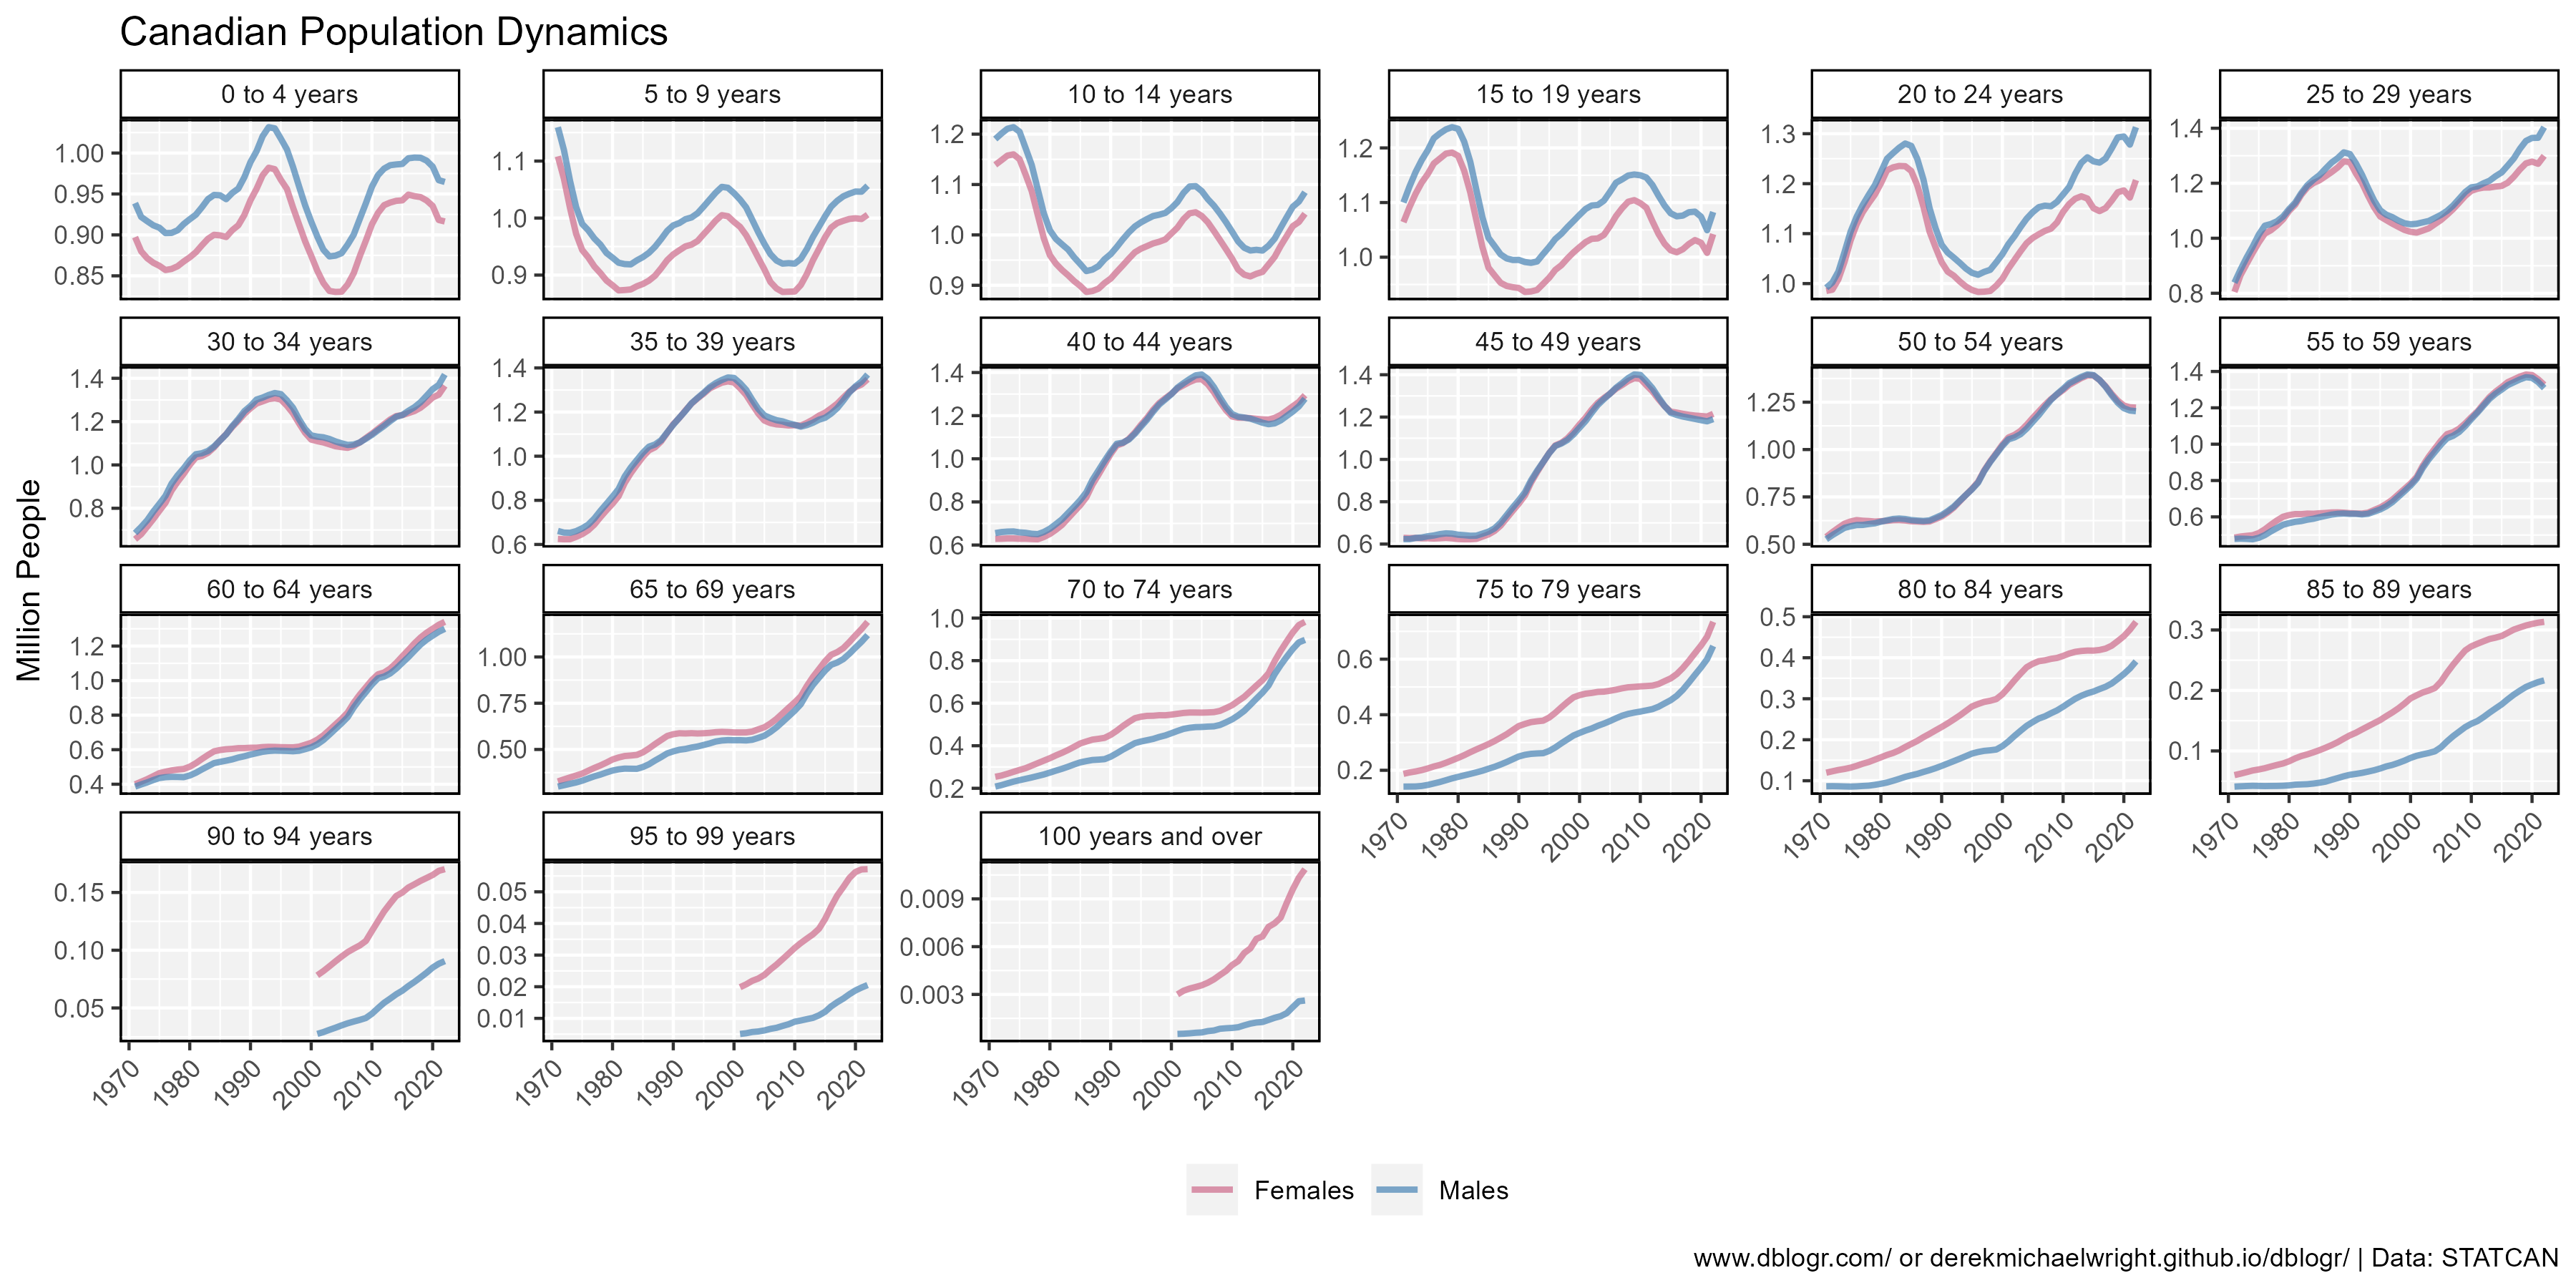 Canadian Population Dynamics
Million People
0 to 4 years
1.00
0.95
0.90
0.85
5 to 9 years
1.1
1.0
0.9
10 to 14 years
1.2
1.1
1.0
0.9
15 to 19 years
1.2
1.1
1.0
20 to 24 years
1.3
1.2
1.1
1.0
25 to 29 years
1.4
1.2
1.0
0.8
30 to 34 years
1.4
1.2
1.0
0.8
35 to 39 years
1.4
1.2
1.0
0.8
0.6
40 to 44 years
1.4
1.2
1.0
0.8
0.6
45 to 49 years
1.4
1.2
1.0
0.8
0.6
50 to 54 years
1.25
1.00
0.75
0.50
55 to 59 years
1.4
1.2
1.0
0.8
0.6
60 to 64 years
1.2
1.0
0.8
0.6
0.4
65 to 69 years
1.00
0.75
0.50
70 to 74 years
1.0
0.8
0.6
0.4
0.2
75 to 79 years
0.6
0.4
0.2
1970 1980 1990 2000 2010 2020
80 to 84 years
0.5
0.4
0.3
0.2
0.1
1970 1980 1990 2000 2010 2020
85 to 89 years
0.3
0.2
0.1
1970 1980 1990 2000 2010 2020
90 to 94 years
0.15
0.10
0.05
1970 1980 1990 2000 2010 2020
95 to 99 years
0.05
0.04
0.03
0.02
0.01
1970 1980 1990 2000 2010 2020
100 years and over
0.009
0.006
0.003
1970 1980 1990 2000 2010 2020
Females Males
www.dblogr.com/ or derekmichaelwright.github.io/dblogr/ | Data: STATCAN